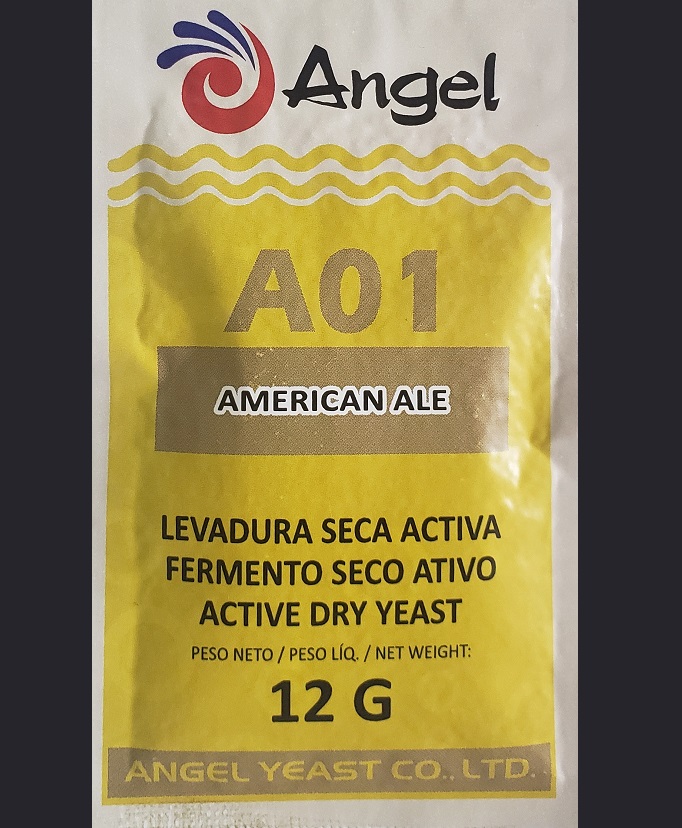 Angel
A01
AMERICAN ALE
LEVADURA SECA ACTIVA
FERMENTO SECO ATIVO
ACTIVE DRY YEAST
PESO NETO / PESO LÍQ. / NET WEIGHT:
12 G
ANGEL YEAST CO., LTD.